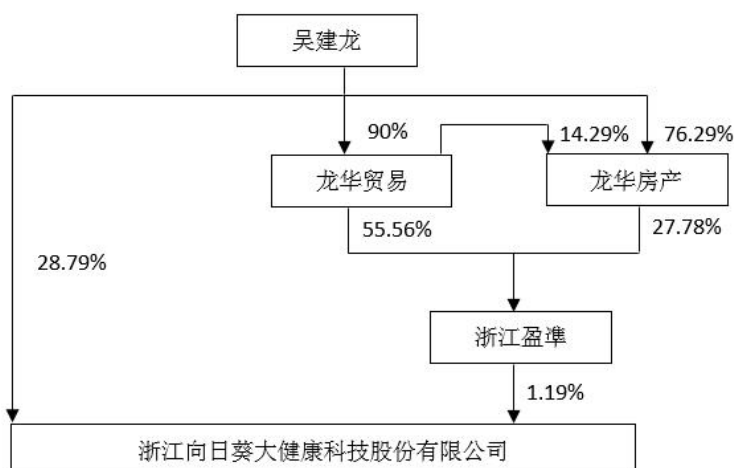 吴建龙
90%
14.29%
76.29%
龙华贸易
龙华房产
55.56%
27.78%
28.79%
浙江盈凖
1.19%
浙江向日葵大健康科技股份有限公司